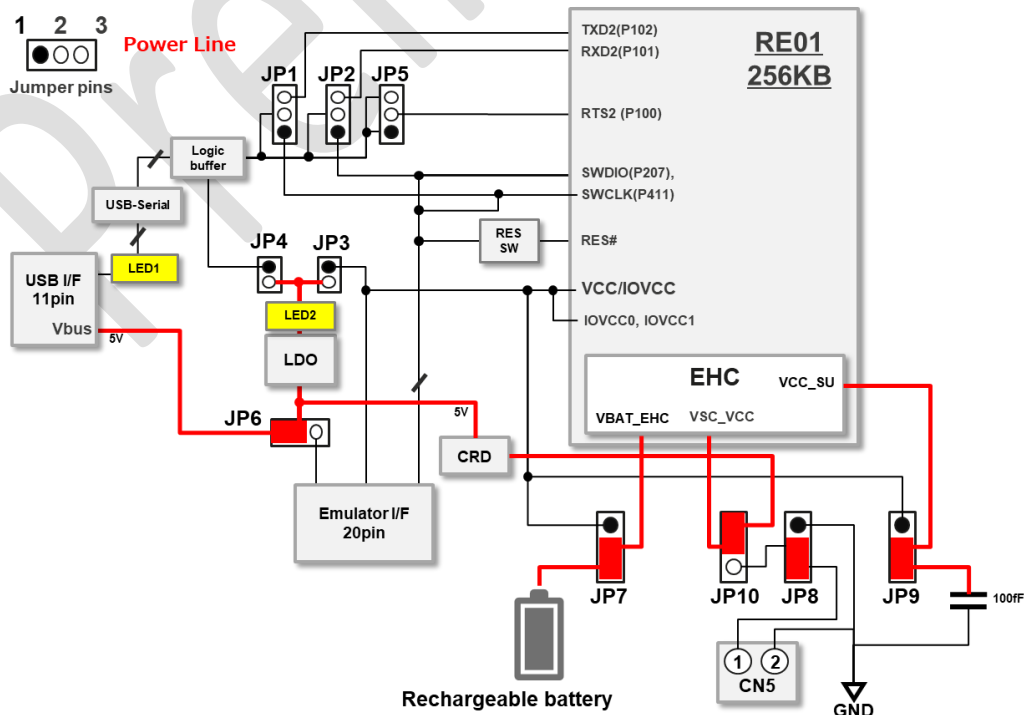 1 2 3
Power Line
Jumper pins
JP1
JP2
JP5
TXD2(P102)
RXD2(P101)
RE01
256KB
RTS2 (P100)
Logic
buffer
SWDIO(P207),
SWCLK(P411)
USB-Serial
RES
SW
RES#
JP4
JP3
LED1
USB I/F
11pin
Vbus
5V
VCC/IOVCC
IOVCC0, IOVCC1
LED2
LDO
EHC
VCC_SU
VBAT_EHC
VSC_VCC
JP6
5V
CRD
Emulator I/F
20pin
JP7
JP10
JP8
JP9
100fF
1
2
CN5
Rechargeable battery
GND